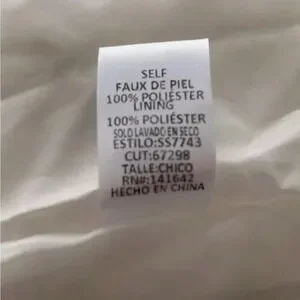 SELF
FAUX DE PIEL
100% POLIÉSTER
LINING
100% POLIÉSTER
SOLO LAVADO EN SECO
ESTILO:SS7743
CUT:67298
TALLE:CHICO
RN#:141642
HECHO EN CHINA